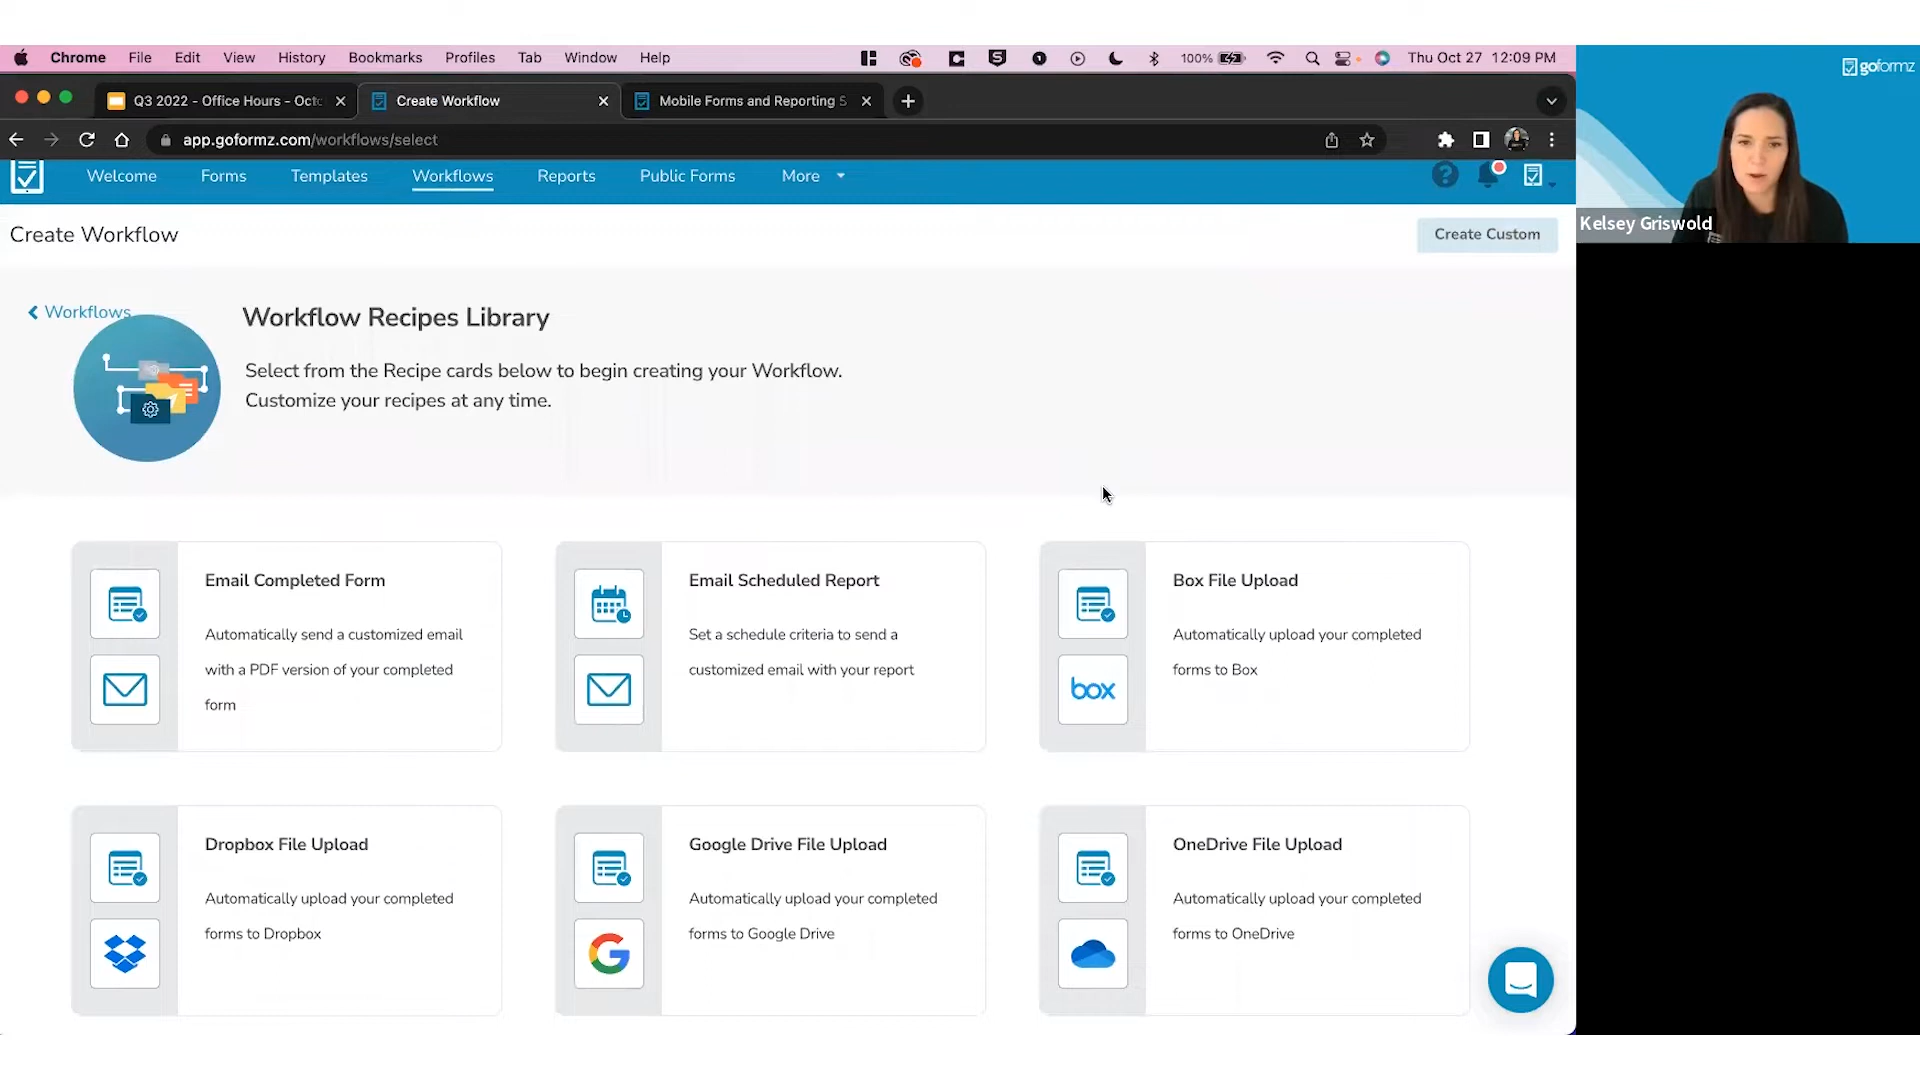 Chrome File Edit View History Bookmarks Profiles Tab Window Help 100% Thu Oct 27 12:09 PM
goformz
Q3 2022 - Office Hours - Octo
Create Workflow
Mobile Forms and Reporting S
app.goformz.com/workflows/select
Welcome Forms Templates Workflows Reports Public Forms More
Kelsey Griswold
Create Workflow
Create Custom
Workflows
Workflow Recipes Library
Select from the Recipe cards below to begin creating your Workflow.
Customize your recipes at any time.
Email Completed Form
Automatically send a customized email
with a PDF version of your completed
form
Email Scheduled Report
Set a schedule criteria to send a
customized email with your report
box
Box File Upload
Automatically upload your completed
forms to Box
Dropbox File Upload
Automatically upload your completed
forms to Dropbox
Google Drive File Upload
Automatically upload your completed
forms to Google Drive
OneDrive File Upload
Automatically upload your completed
forms to OneDrive